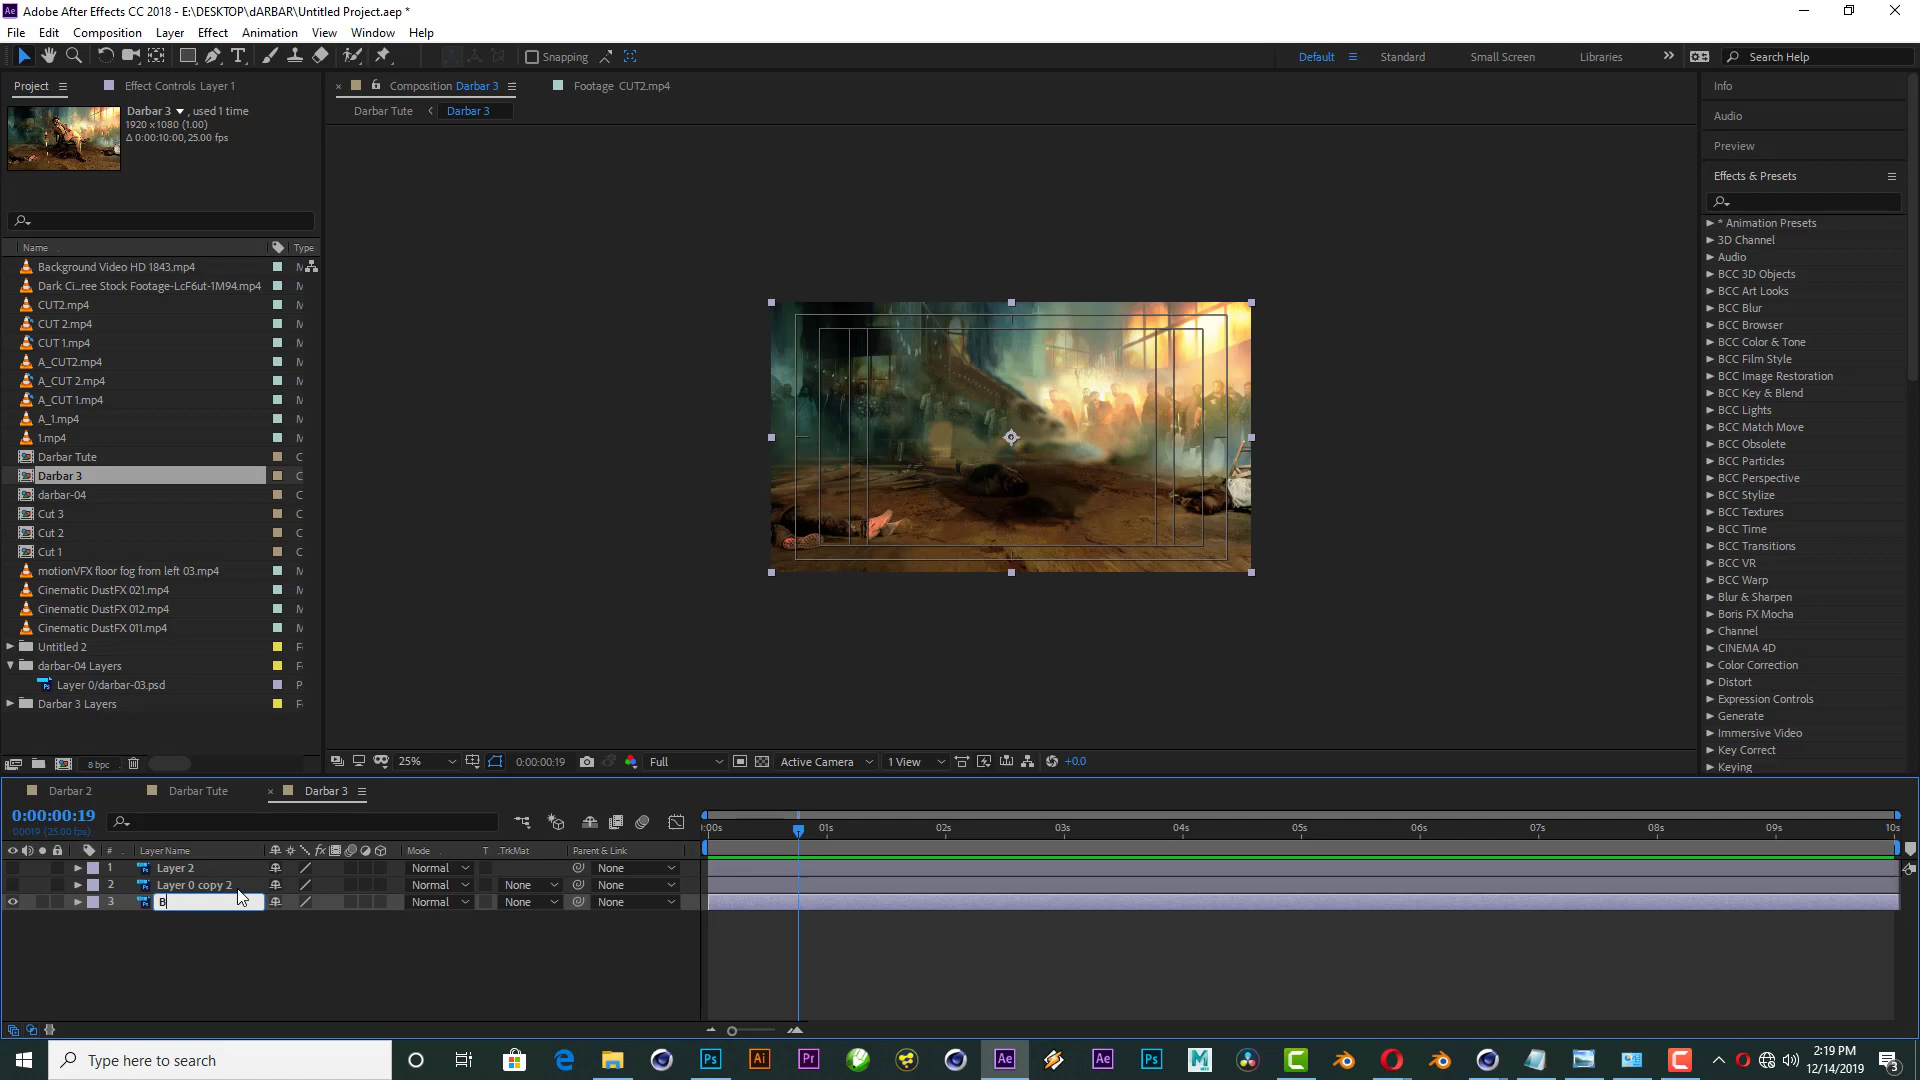 Adobe After Effects CC 2018 - E:\DESKTOP\dARBAR\Untitled Project.aep *
File Edit Composition Layer Effect Animation View Window Help
Snapping
Default Standard Small Screen Libraries Search Help
Project Effect Controls Layer 1
Darbar 3 , used 1 time
1920 x 1080 (1.00)
Δ 0:00:10:00, 25.00 fps
Name Type
Background Video HD 1843.mp4
Dark Ci...ree Stock Footage-LcF6ut-1M94.mp4
CUT2.mp4
CUT 2.mp4
CUT 1.mp4
A_CUT2.mp4
A_CUT 2.mp4
A_CUT 1.mp4
A_1.mp4
1.mp4
Darbar Tute
Darbar 3
darbar-04
Cut 3
Cut 2
Cut 1
motionVFX floor fog from left 03.mp4
Cinematic DustFX 021.mp4
Cinematic DustFX 012.mp4
Cinematic DustFX 011.mp4
Untitled 2
darbar-04 Layers
Layer 0/darbar-03.psd
Darbar 3 Layers
8 bpc
Composition Darbar 3 Footage CUT2.mp4
Darbar Tute Darbar 3
25% 0:00:00:19 Full Active Camera 1 View +0.0
Info
Audio
Preview
Effects & Presets
* Animation Presets
3D Channel
Audio
BCC 3D Objects
BCC Art Looks
BCC Blur
BCC Browser
BCC Color & Tone
BCC Film Style
BCC Image Restoration
BCC Key & Blend
BCC Lights
BCC Match Move
BCC Obsolete
BCC Particles
BCC Perspective
BCC Stylize
BCC Textures
BCC Time
BCC Transitions
BCC VR
BCC Warp
Blur & Sharpen
Boris FX Mocha
Channel
CINEMA 4D
Color Correction
Distort
Expression Controls
Generate
Immersive Video
Key Correct
Keying
Darbar 2 Darbar Tute Darbar 3
0:00:00:19
00019 (25.00 fps)
:00s 01s 02s 03s 04s 05s 06s 07s 08s 09s 10s
# Layer Name Mode T .TrkMat Parent & Link
1 Layer 2 Normal None
2 Layer 0 copy 2 Normal None None
3 B Normal None None
Type here to search
2:19 PM
12/14/2019
3